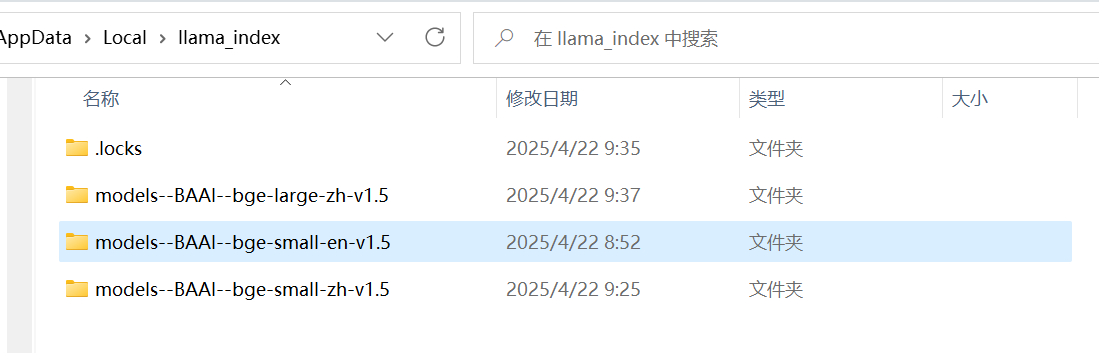 AppData > Local > llama_index 在 llama_index 中搜索
名称 修改日期 类型 大小
.locks 2025/4/22 9:35 文件夹
models--BAAI--bge-large-zh-v1.5 2025/4/22 9:37 文件夹
models--BAAI--bge-small-en-v1.5 2025/4/22 8:52 文件夹
models--BAAI--bge-small-zh-v1.5 2025/4/22 9:25 文件夹